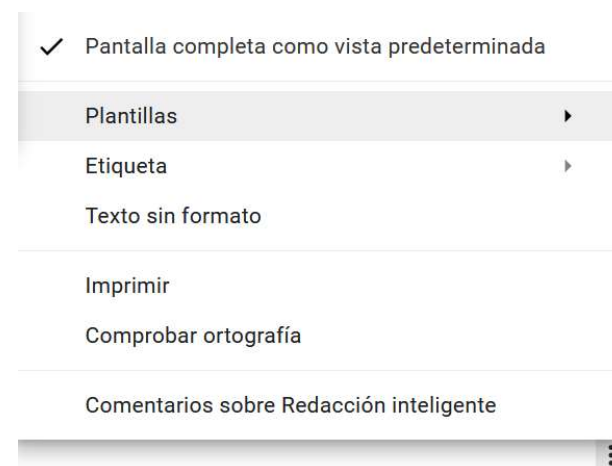 Pantalla completa como vista predeterminada
Plantillas
Etiqueta
Texto sin formato
Imprimir
Comprobar ortografía
Comentarios sobre Redacción inteligente